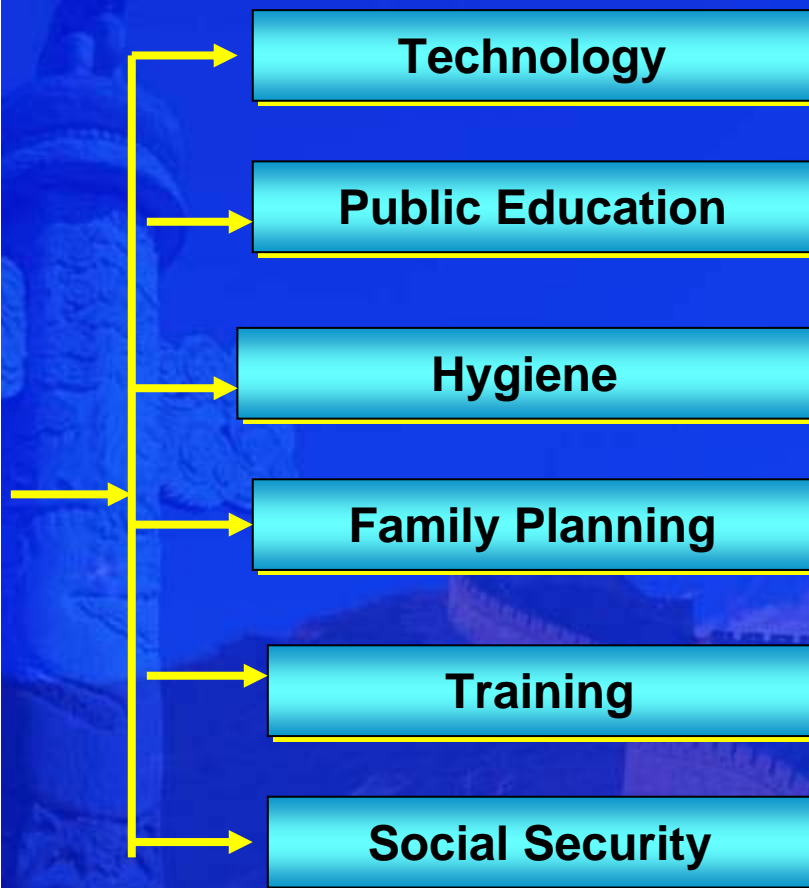 Technology
Public Education
Hygiene
Family Planning
Training
Social Security